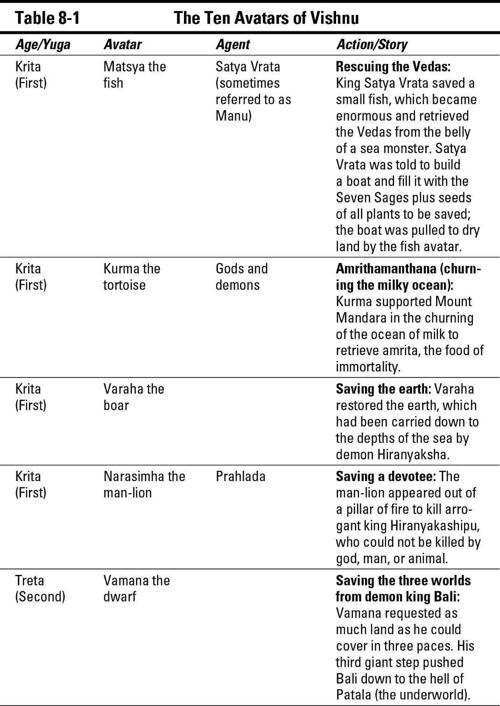 Table 8-1 The Ten Avatars of Vishnu
Age/Yuga Avatar Agent Action/Story
Krita Matsya the Satya Vrata Rescuing the Vedas:
(First) fish (sometimes King Satya Vrata saved a
referred to as small fish, which became
Manu) enormous and retrieved
the Vedas from the belly
of a sea monster. Satya
Vrata was told to build
a boat and fill it with the
Seven Sages plus seeds
of all plants to be saved;
the boat was pulled to dry
land by the fish avatar.
Krita Kurma the Gods and Amrithamanthana (churn-
(First) tortoise demons ing the milky ocean):
Kurma supported Mount
Mandara in the churning
of the ocean of milk to
retrieve amrita, the food of
immortality.
Krita Varaha the Saving the earth: Varaha
(First) boar restored the earth, which
had been carried down to
the depths of the sea by
demon Hiranyaksha.
Krita Narasimha the Prahlada Saving a devotee: The
(First) man-lion man-lion appeared out of
a pillar of fire to kill arro-
gant king Hiranyakashipu,
who could not be killed by
god, man, or animal.
Treta Vamana the Saving the three worlds
(Second) dwarf from demon king Bali:
Vamana requested as
much land as he could
cover in three paces. His
third giant step pushed
Bali down to the hell of
Patala (the underworld).